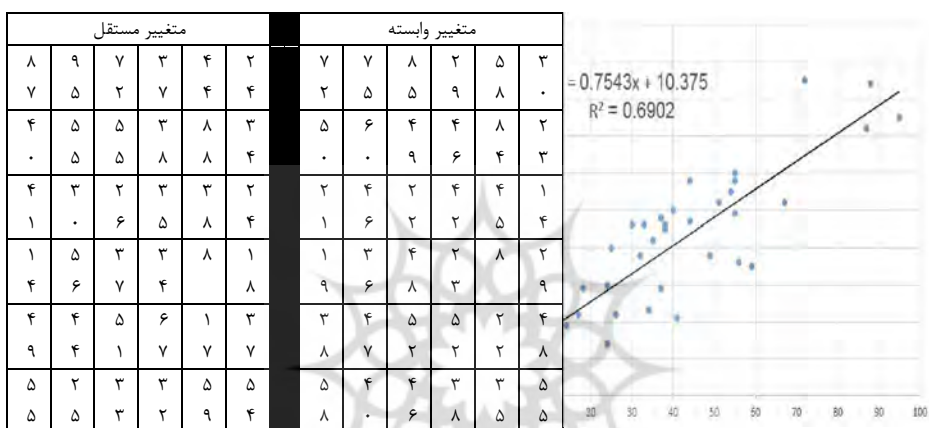 متغییر وابسته متغییر مستقل
۳ ۵ ۲ ۸ ۷ ۷ ۲ ۴ ۳ ۷ ۹ ۸
۰ ۸ ۹ ۵ ۵ ۲ ۴ ۴ ۷ ۲ ۵ ۷
۲ ۸ ۴ ۴ ۶ ۵ ۳ ۸ ۳ ۵ ۵ ۴
۳ ۴ ۶ ۹ ۰ ۰ ۴ ۸ ۸ ۵ ۵ ۰
۱ ۴ ۴ ۲ ۴ ۲ ۲ ۳ ۳ ۲ ۳ ۴
۴ ۵ ۲ ۲ ۶ ۱ ۴ ۸ ۵ ۶ ۰ ۱
۲ ۸ ۲ ۴ ۳ ۱ ۱ ۸ ۳ ۳ ۵ ۱
۹ ۳ ۸ ۶ ۹ ۸ ۴ ۷ ۶ ۴
۴ ۲ ۵ ۵ ۴ ۳ ۳ ۱ ۶ ۵ ۴ ۴
۸ ۲ ۲ ۲ ۷ ۸ ۷ ۷ ۷ ۱ ۴ ۹
۵ ۳ ۳ ۴ ۴ ۵ ۵ ۵ ۳ ۳ ۲ ۵
۵ ۵ ۸ ۶ ۰ ۸ ۴ ۹ ۲ ۳ ۵ ۵
= 0.7543x + 10.375
R² = 0.6902
20 30 40 50 60 70 80 90 100